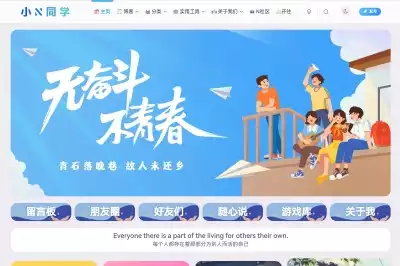 小N同学
主页 博客 分类 实用工具 关于我们 N社区 开往
无奋斗
不青春
青石落晚巷 故人未还乡
留言板 朋友圈 好友们 随心说 游戏库 关于我
Everyone there is a part of the living for others there own.
每个人都存在着模部分为别人而活的自己